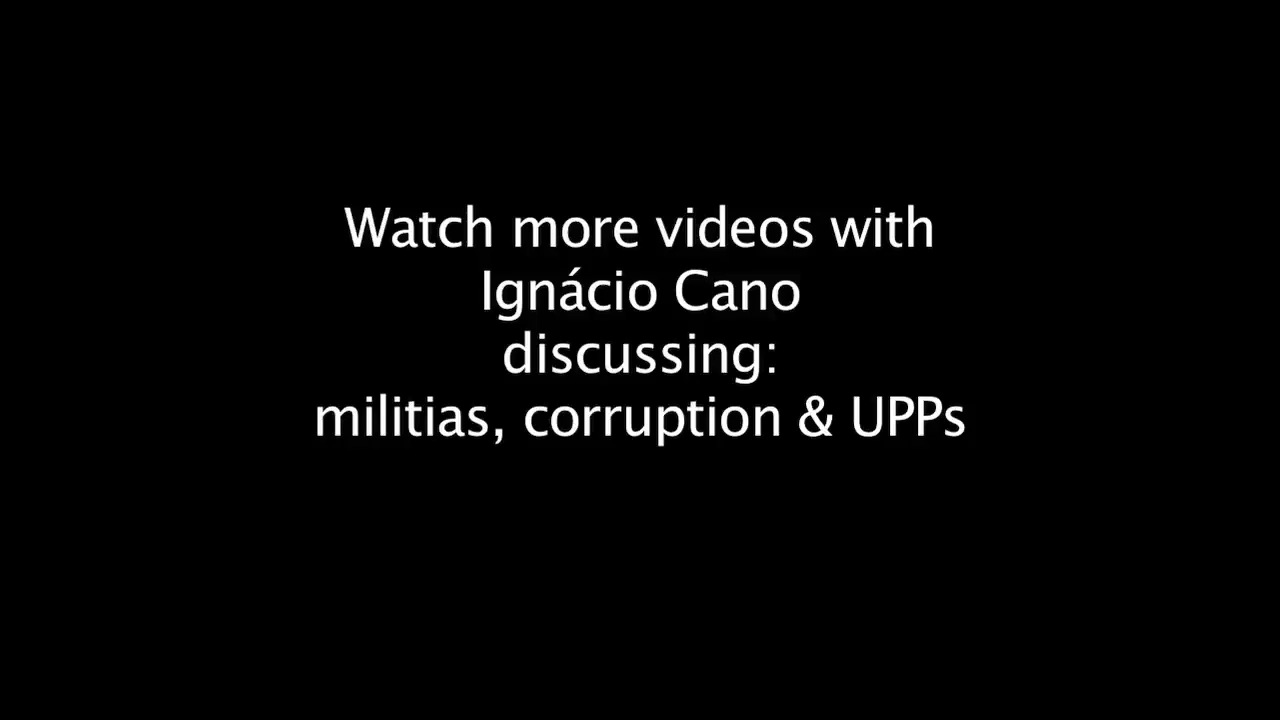 Watch more videos with
Ignácio Cano
discussing:
militias, corruption & UPPs